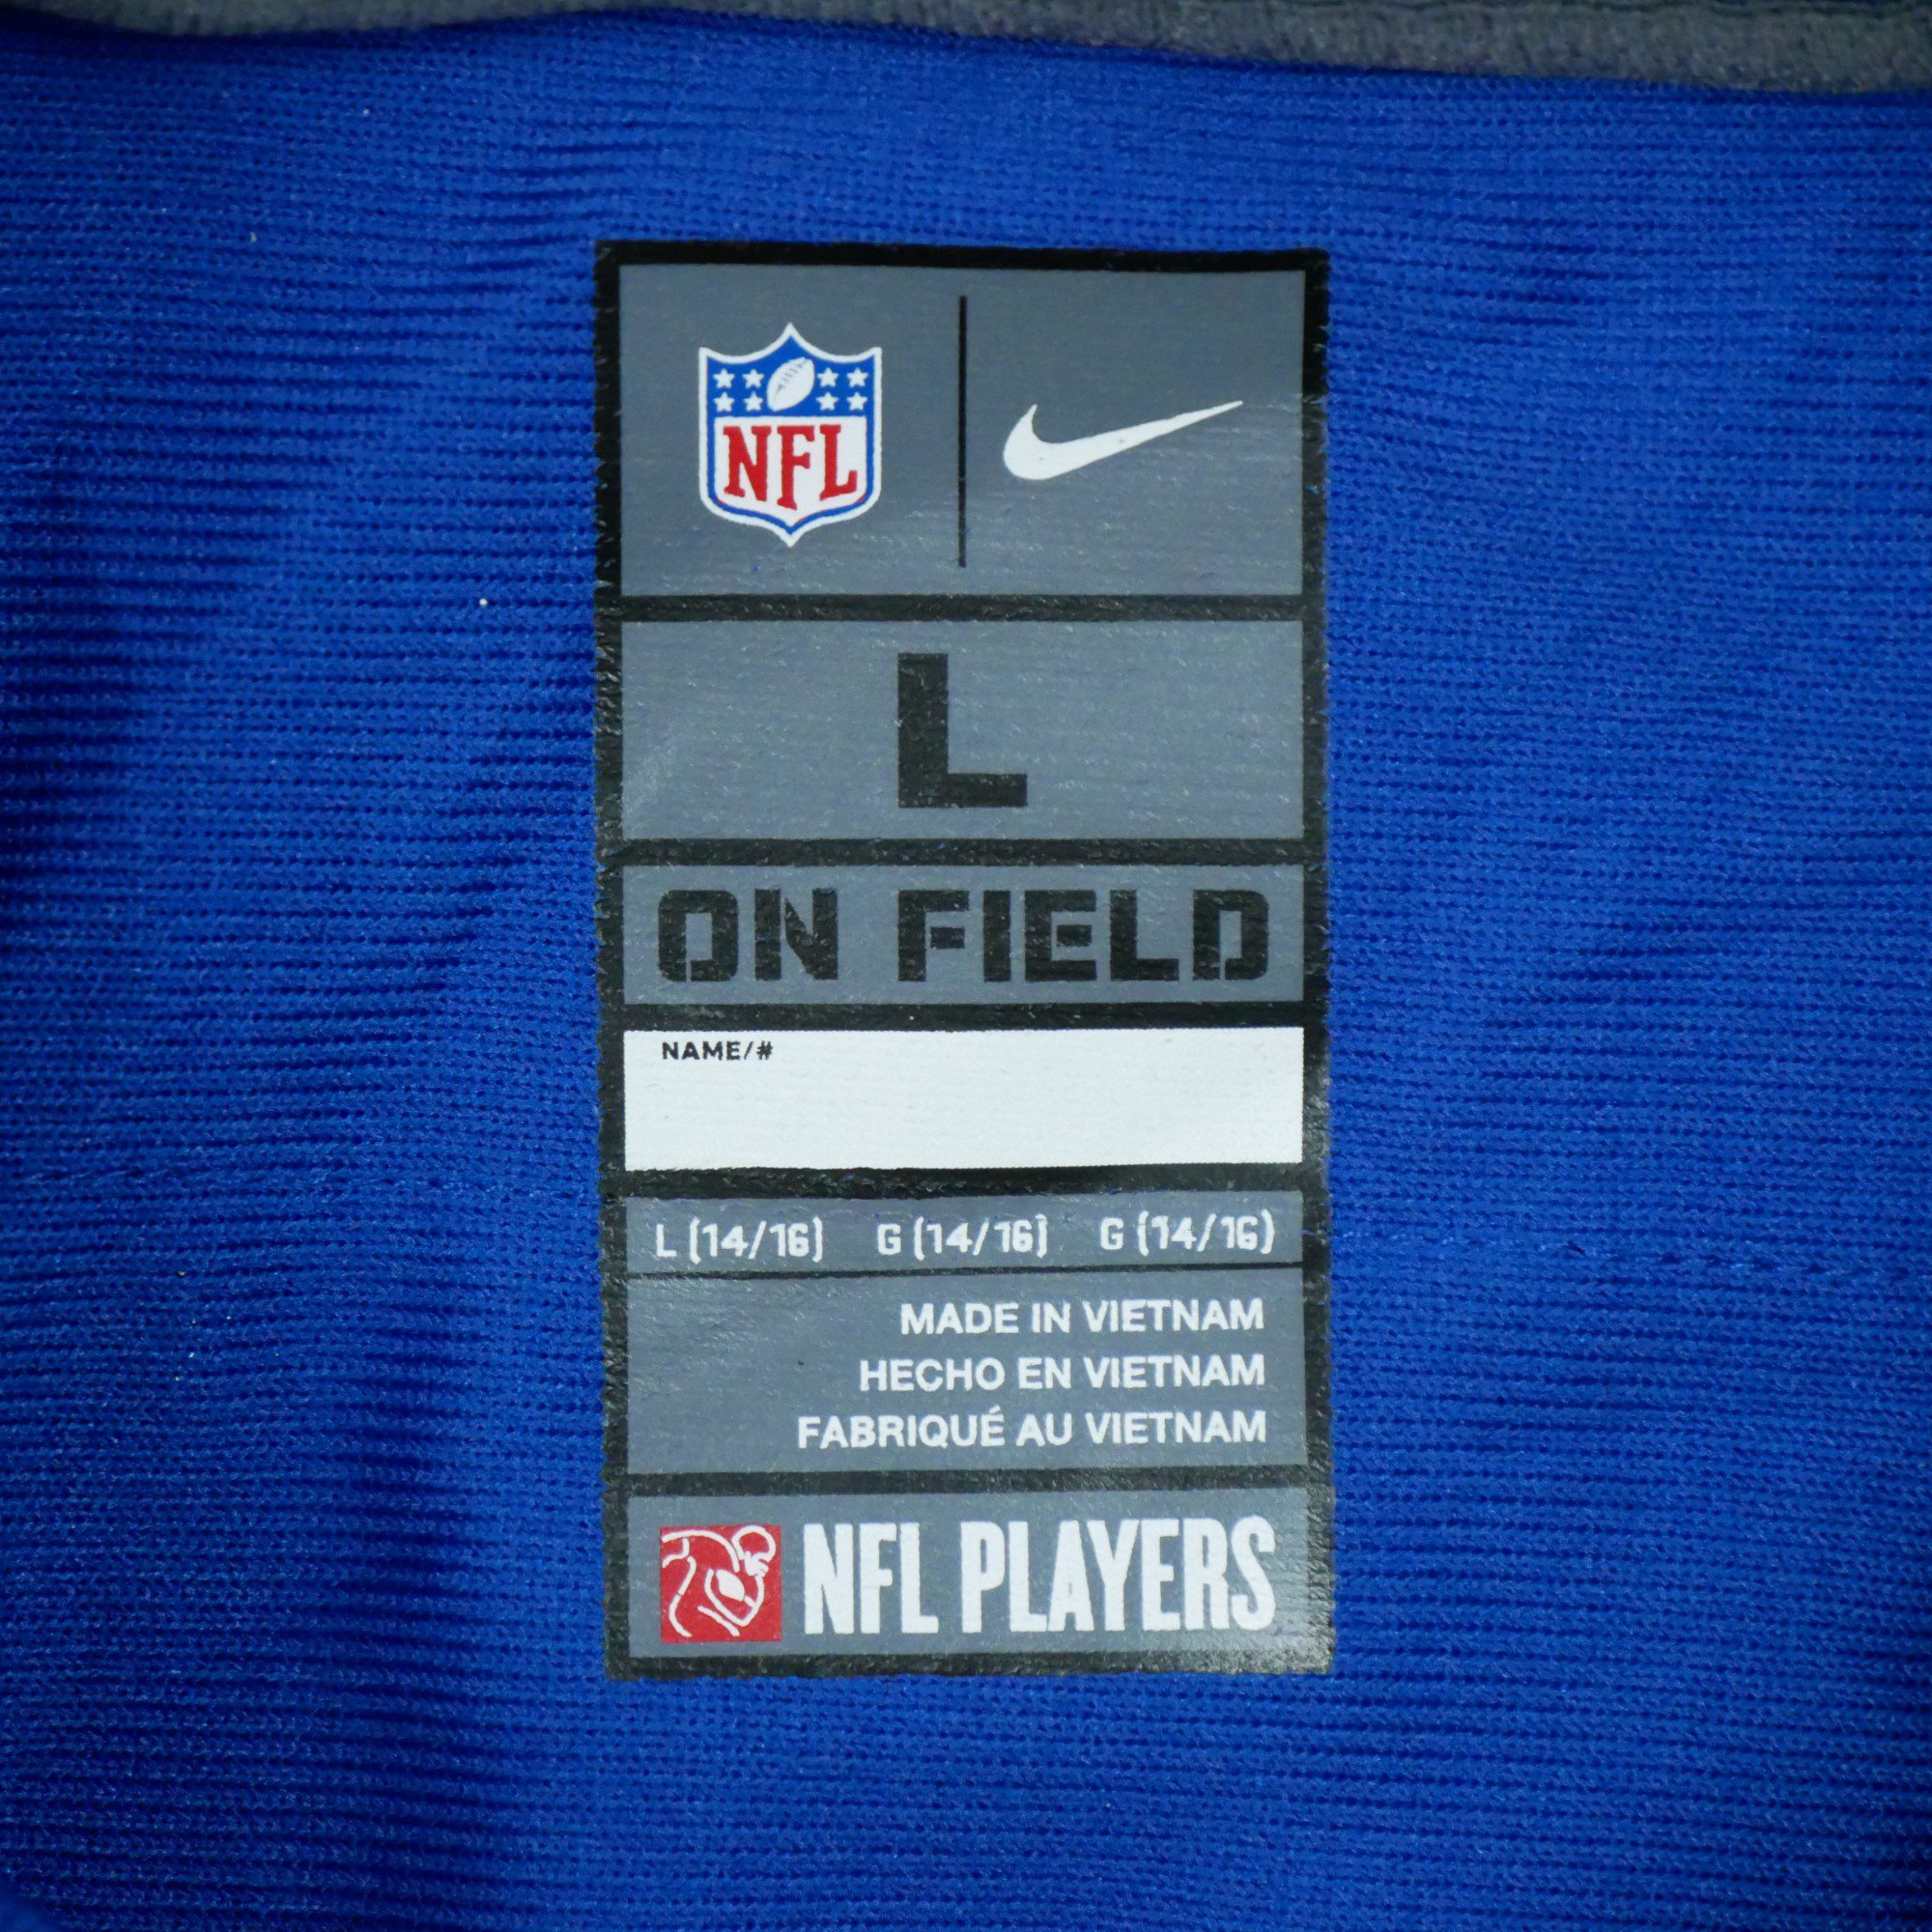 NFL
L
ON FIELD
NAME/#
L (14/16) G (14/16) G (14/16)
MADE IN VIETNAM
HECHO EN VIETNAM
FABRIQUÉ AU VIETNAM
NFL PLAYERS